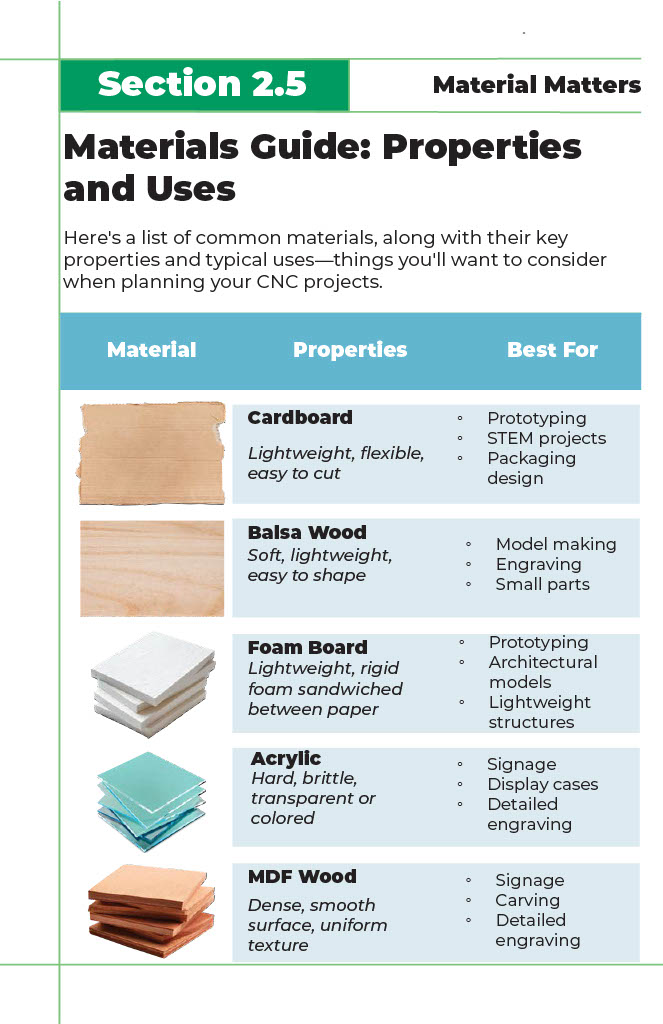 Section 2.5
Material Matters
Materials Guide: Properties
and Uses
Here's a list of common materials, along with their key
properties and typical uses—things you'll want to consider
when planning your CNC projects.
Material Properties Best For
Cardboard
Lightweight, flexible,
easy to cut
◦ Prototyping
◦ STEM projects
◦ Packaging
design
Balsa Wood
Soft, lightweight,
easy to shape
◦ Model making
◦ Engraving
◦ Small parts
Foam Board
Lightweight, rigid
foam sandwiched
between paper
◦ Prototyping
◦ Architectural
models
◦ Lightweight
structures
Acrylic
Hard, brittle,
transparent or
colored
◦ Signage
◦ Display cases
◦ Detailed
engraving
MDF Wood
Dense, smooth
surface, uniform
texture
◦ Signage
◦ Carving
◦ Detailed
engraving